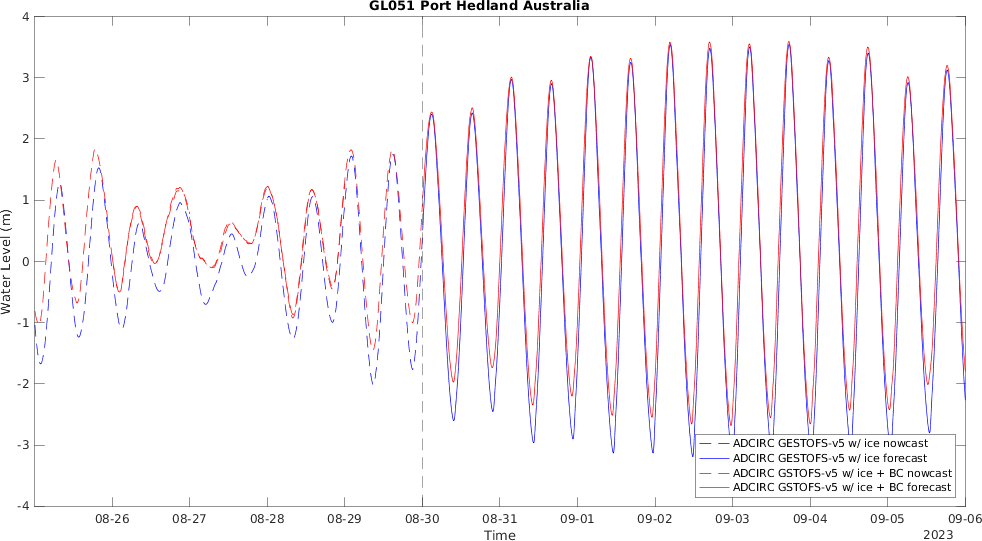 GL051 Port Hedland Australia
Water Level (m)
4
3
2
1
0
-1
-2
-3
-4
ADCIRC GESTOFS-v5 w/ ice nowcast
ADCIRC GESTOFS-v5 w/ ice forecast
ADCIRC GSTOFS-v5 w/ ice + BC nowcast
ADCIRC GSTOFS-v5 w/ ice + BC forecast
08-26 08-27 08-28 08-29 08-30 08-31 09-01 09-02 09-03 09-04 09-05 09-06
Time
2023